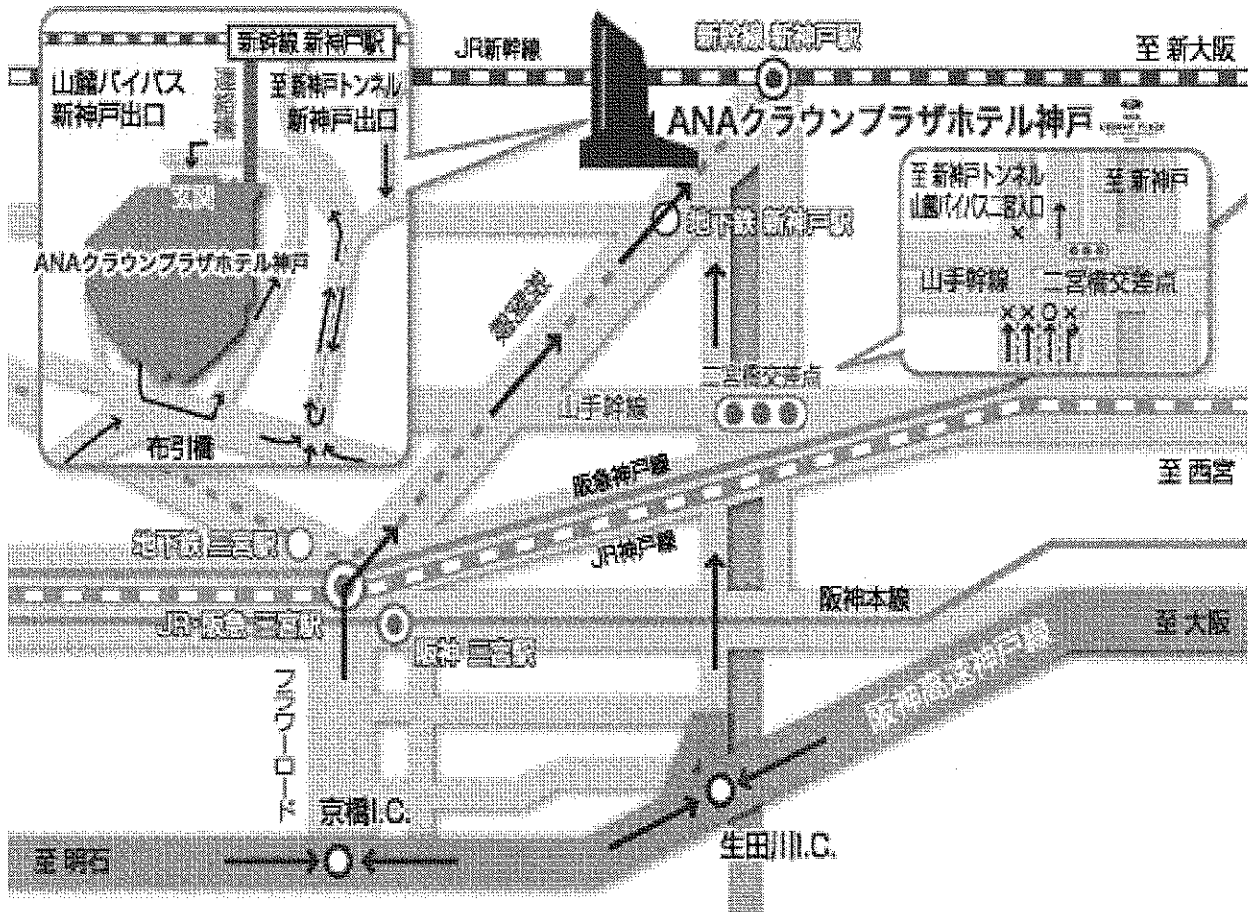 新幹線 新神戸駅
山麓バイパス
新神戸出口
連絡橋
至 新神戸トンネル
新神戸出口
玄関
ANAクラウンプラザホテル神戸
布引橋
JR新幹線
新幹線 新神戸駅
至 新大阪
ANAクラウンプラザホテル神戸
地下鉄 新神戸駅
至 新神戸トンネル
山麓バイパス二宮入口
×
至 新神戸
山手幹線
二宮橋交差点
××○×
二宮橋交差点
山手幹線
阪急神戸線
JR神戸線
至 西宮
地下鉄 三宮駅
JR・阪急 三宮駅
阪神 三宮駅
阪神本線
至 大阪
阪神高速神戸線
フラワーロード
京橋I.C.
生田川I.C.
至 明石